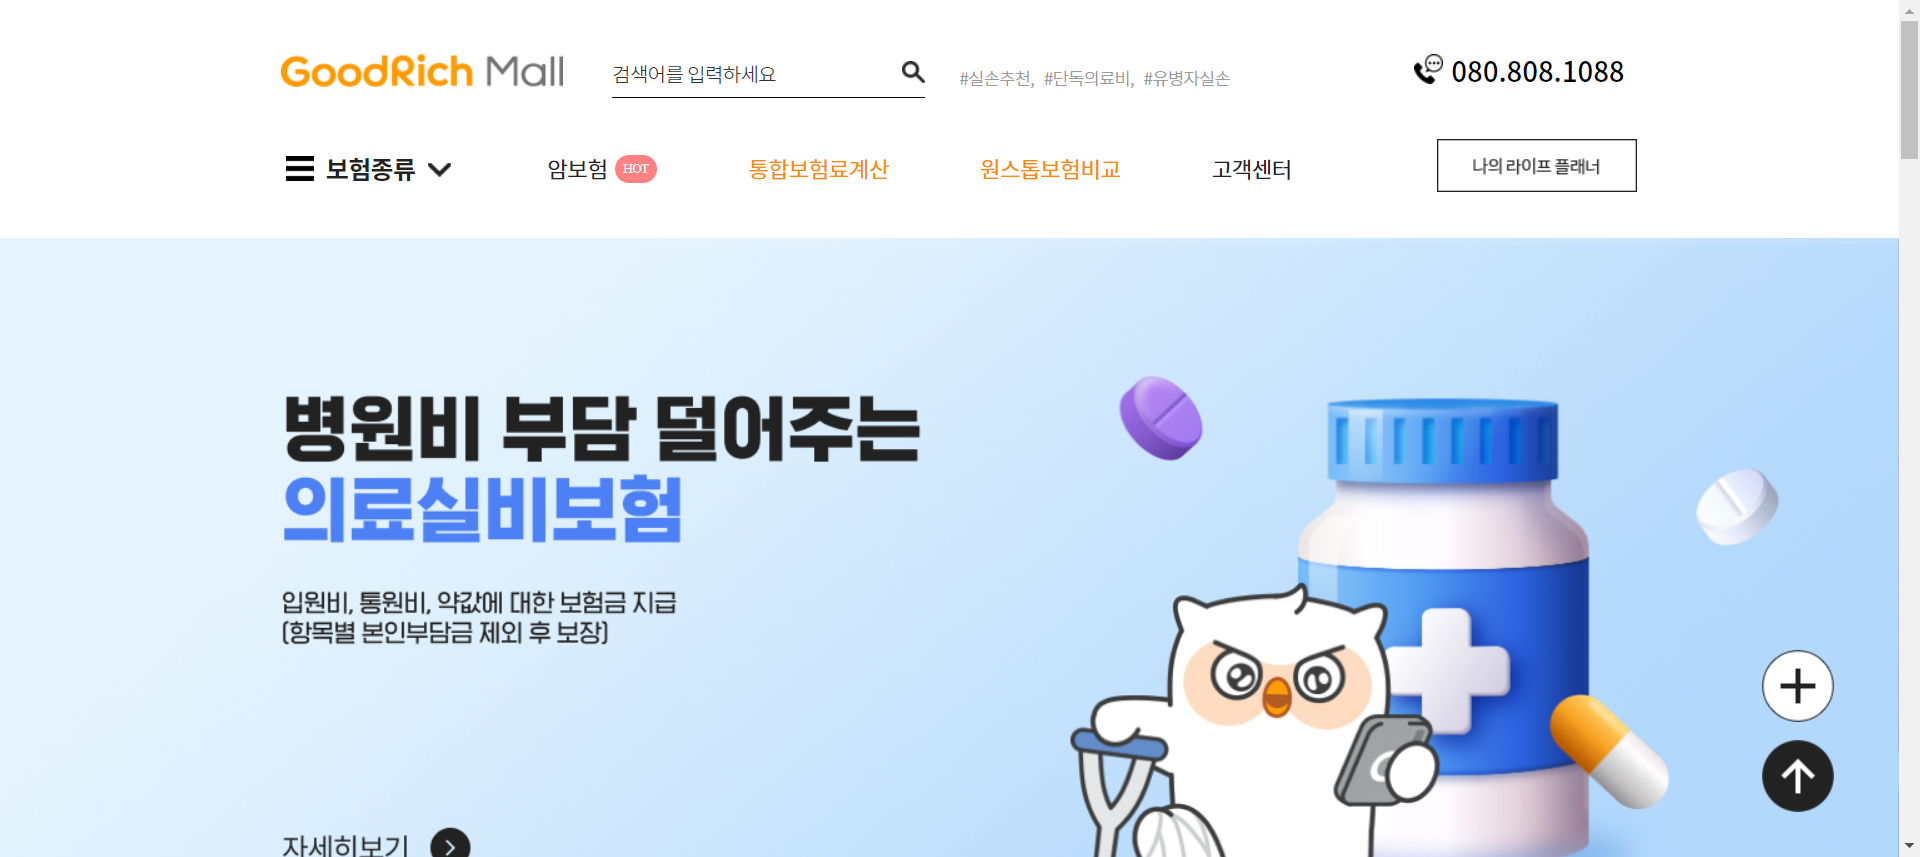 GoodRich Mall
검색어를 입력하세요
#실손추천, #단독의료비, #유병자실손
080.808.1088
보험종류
암보험 HOT
통합보험료계산
원스톱보험비교
고객센터
나의 라이프 플래너
병원비 부담 덜어주는
의료실비보험
입원비, 통원비, 약값에 대한 보험금 지급
(항목별 본인부담금 제외 후 보장)
자세히보기